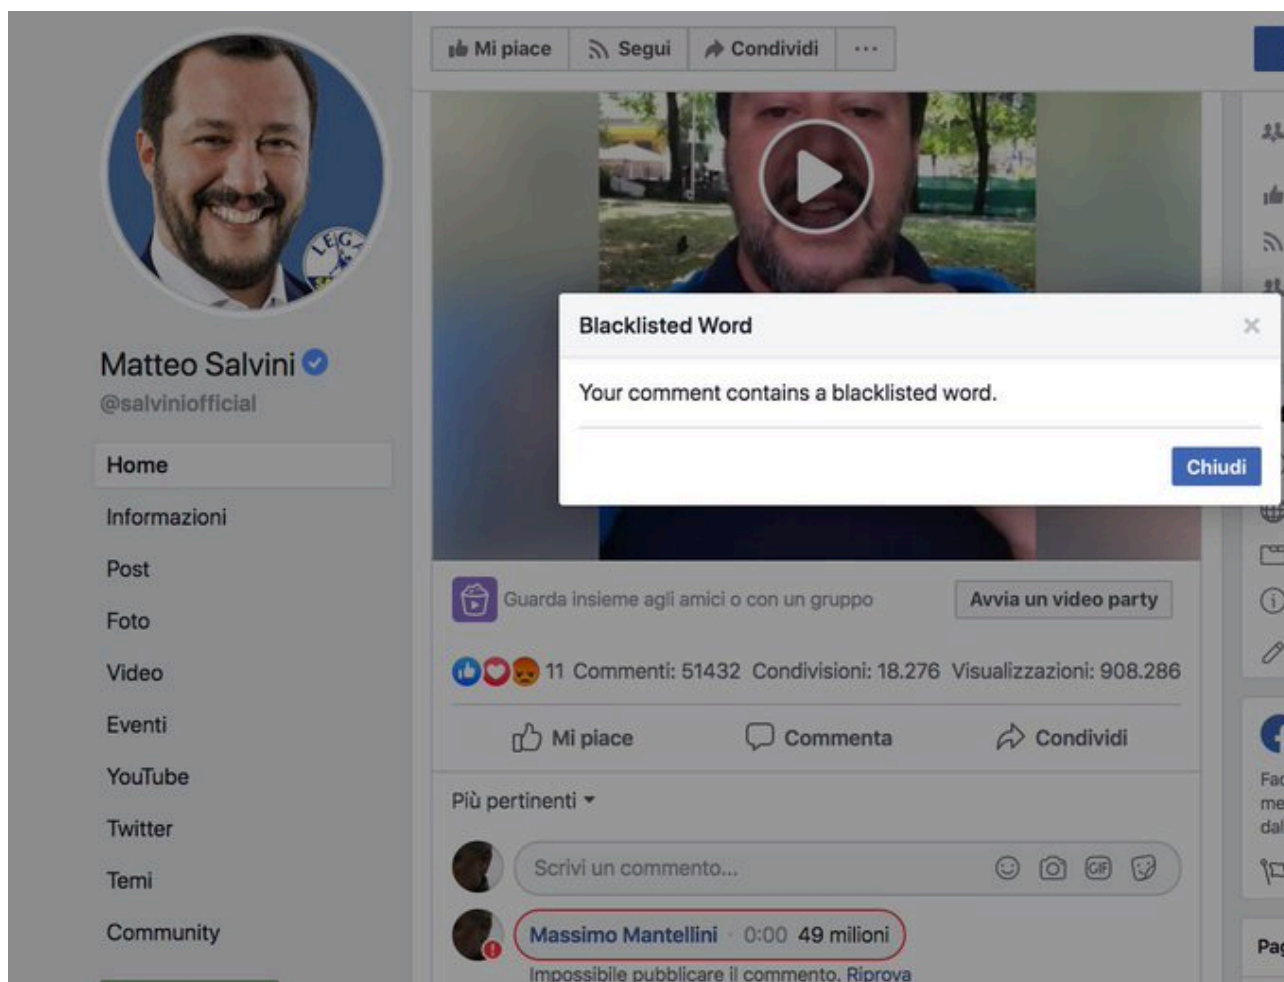 Mi piace Segui Condividi ...
LEGA
Matteo Salvini
@salviniofficial
Home
Informazioni
Post
Foto
Video
Eventi
YouTube
Twitter
Temi
Community
Blacklisted Word
Your comment contains a blacklisted word.
Chiudi
Guarda insieme agli amici o con un gruppo Avvia un video party
11 Commenti: 51432 Condivisioni: 18.276 Visualizzazioni: 908.286
Mi piace Commenta Condividi
Più pertinenti
Scrivi un commento... GIF
Massimo Mantellini · 0:00 49 milioni
Impossibile pubblicare il commento. Riprova